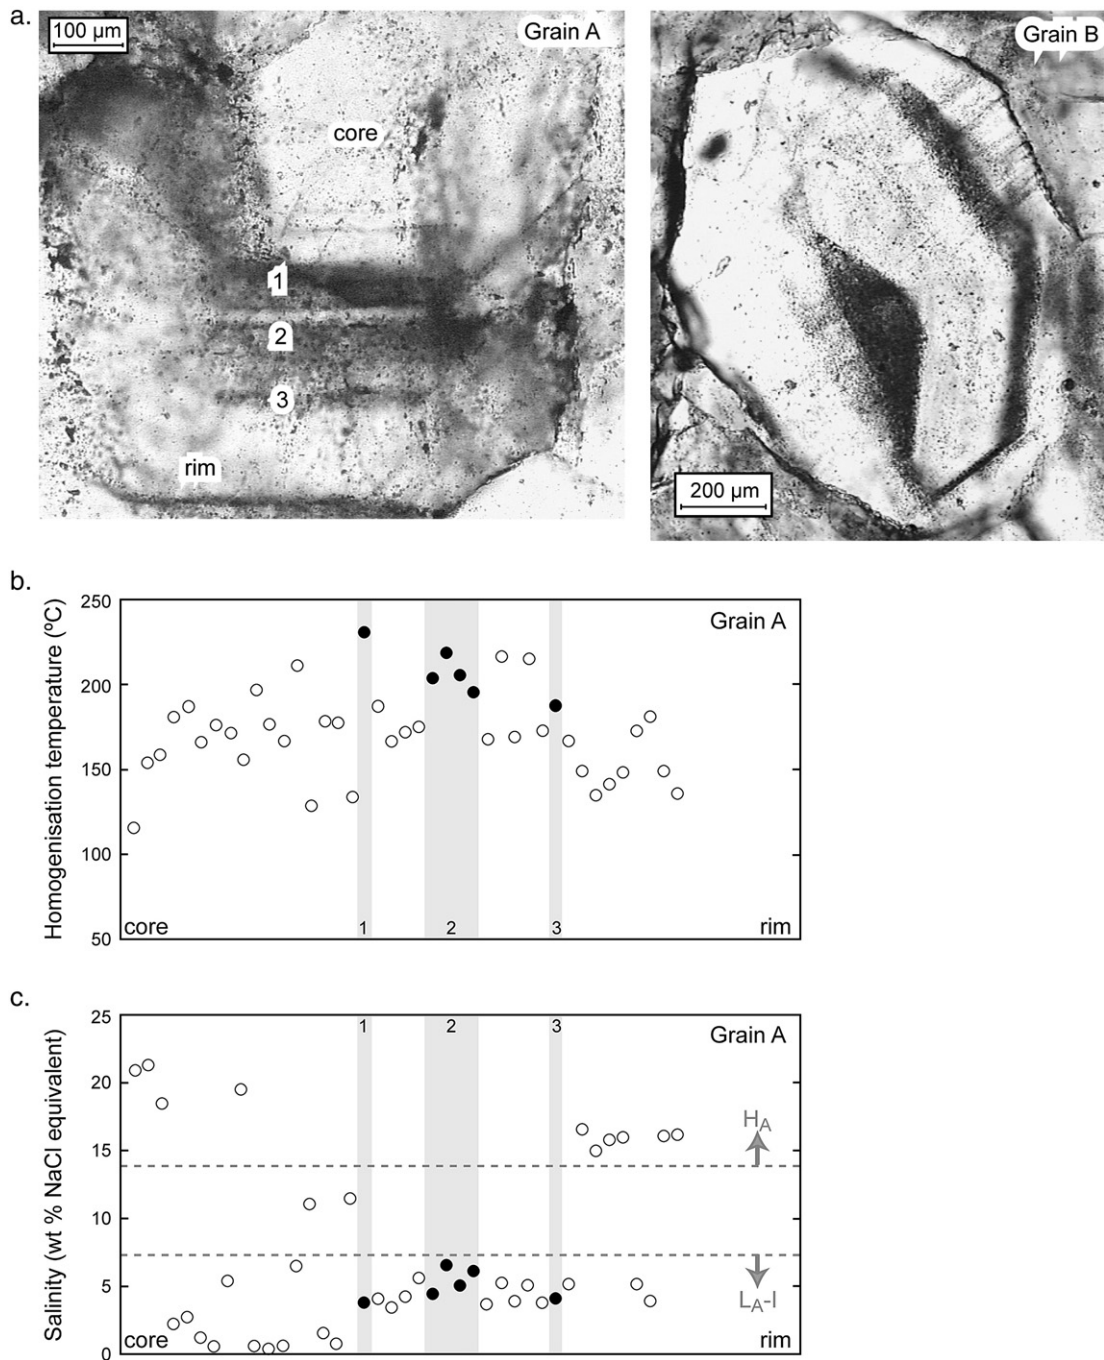 a.
100 µm
Grain A
core
1
2
3
rim
Grain B
200 µm
b.
Homogenisation temperature (ºC)
250
200
150
100
50
Grain A
core
1
2
3
rim
c.
Salinity (wt % NaCl equivalent)
25
20
15
10
5
0
1
2
3
Grain A
HA
LA-I
core
rim